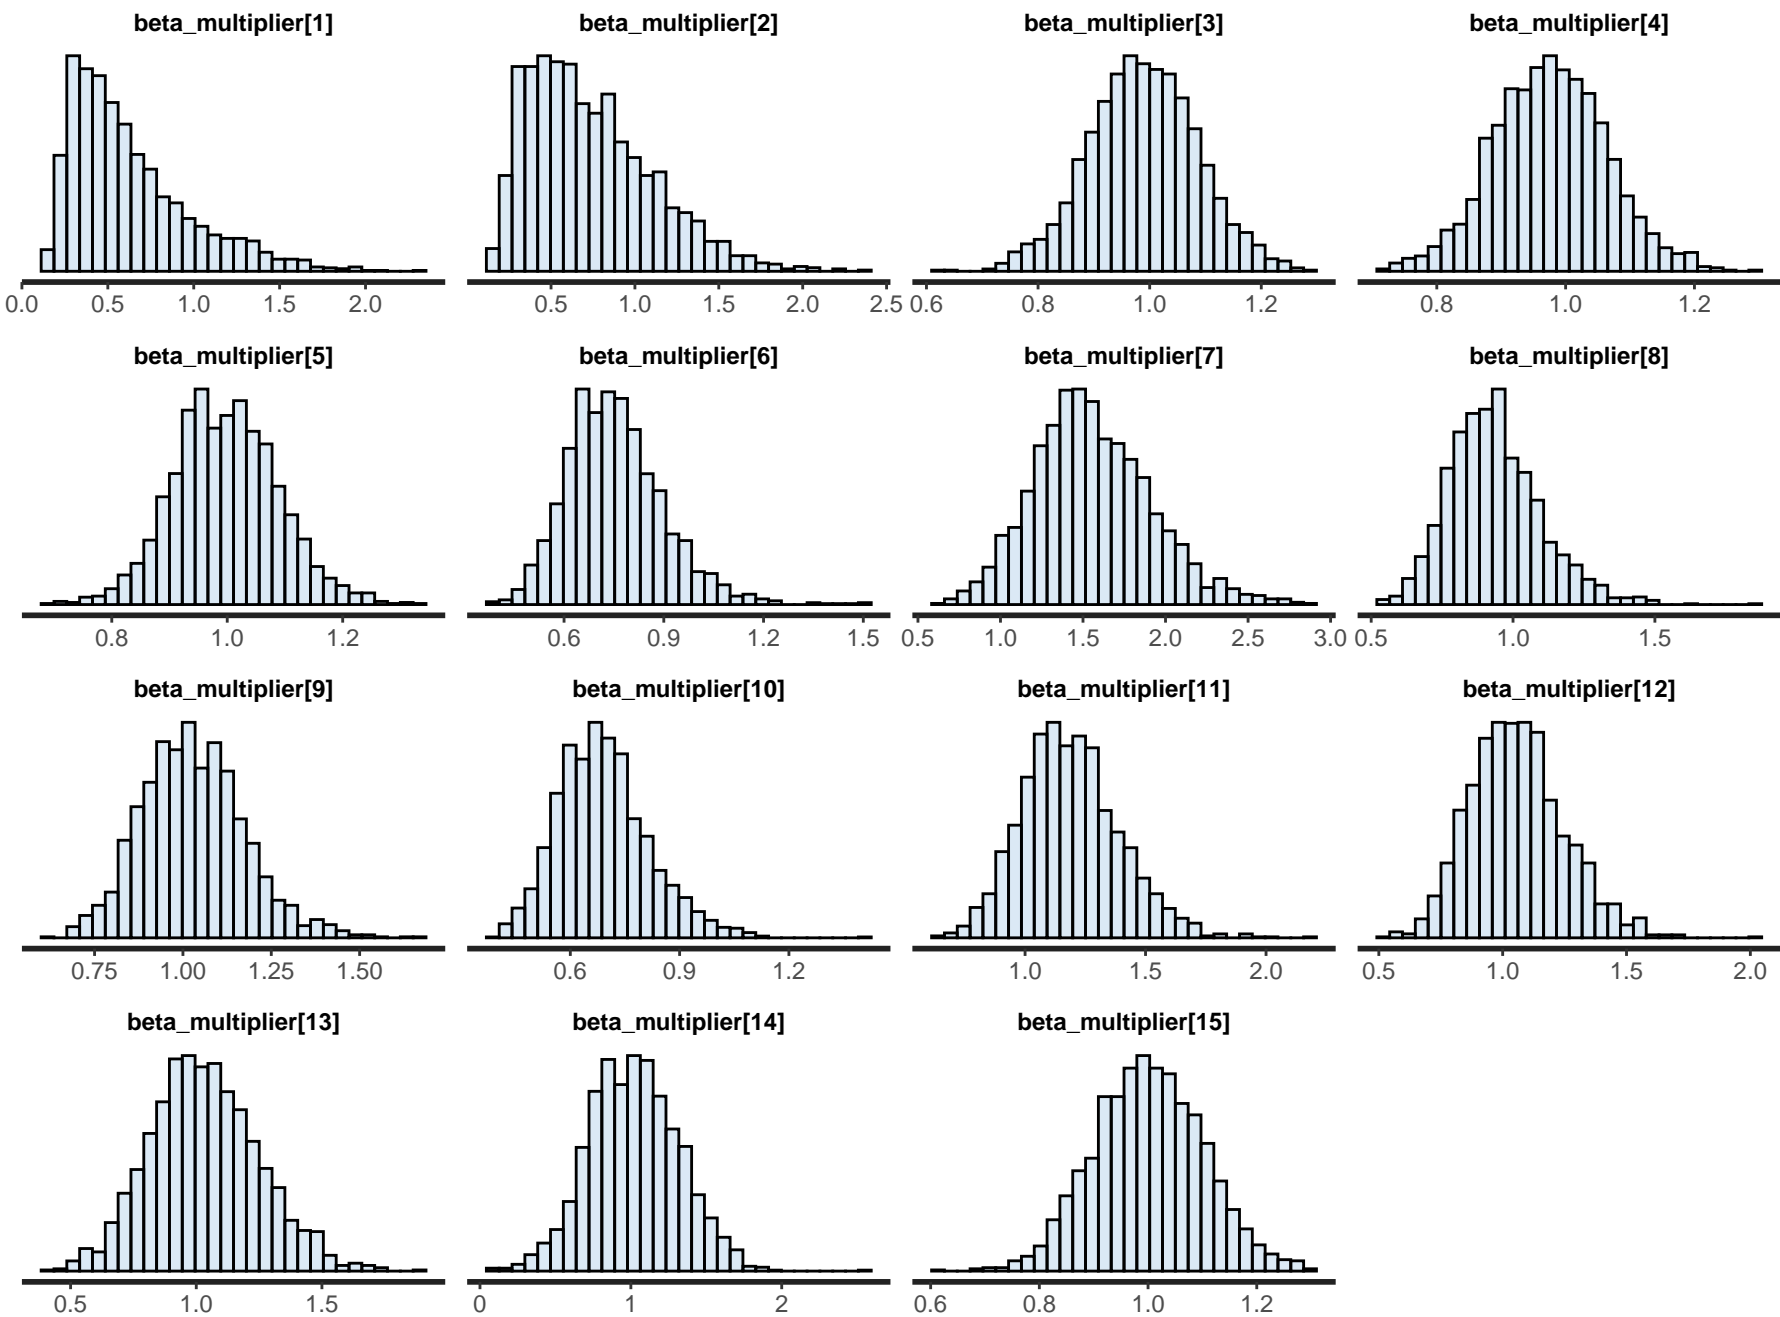 beta_multiplier[1] beta_multiplier[2] beta_multiplier[3] beta_multiplier[4]
0.0 0.5 1.0 1.5 2.0 0.5 1.0 1.5 2.0 2.5 0.6 0.8 1.0 1.2 0.8 1.0 1.2
beta_multiplier[5] beta_multiplier[6] beta_multiplier[7] beta_multiplier[8]
0.8 1.0 1.2 0.6 0.9 1.2 1.5 0.5 1.0 1.5 2.0 2.5 3.0 0.5 1.0 1.5
beta_multiplier[9] beta_multiplier[10] beta_multiplier[11] beta_multiplier[12]
0.75 1.00 1.25 1.50 0.6 0.9 1.2 1.0 1.5 2.0 0.5 1.0 1.5 2.0
beta_multiplier[13] beta_multiplier[14] beta_multiplier[15]
0.5 1.0 1.5 0 1 2 0.6 0.8 1.0 1.2